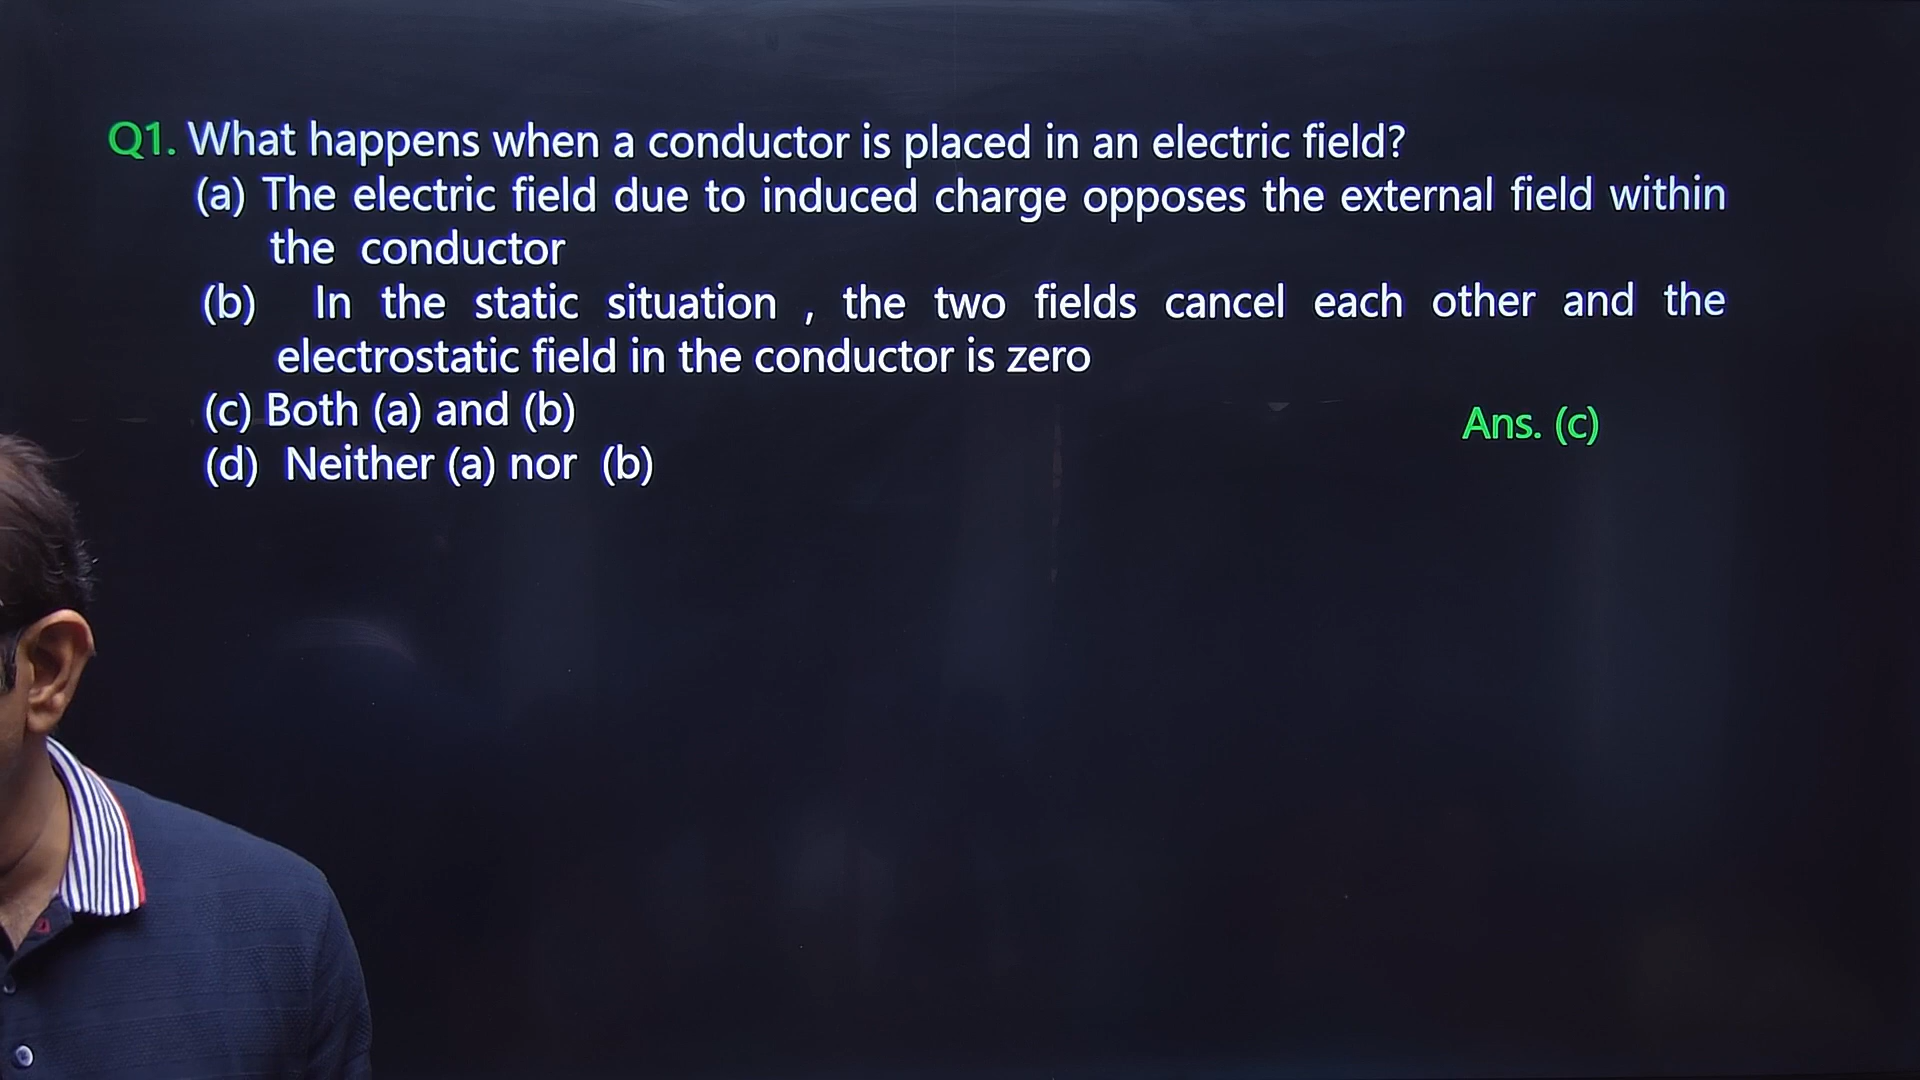 Q1. What happens when a conductor is placed in an electric field?
(a) The electric field due to induced charge opposes the external field within
the conductor
(b) In the static situation , the two fields cancel each other and the
electrostatic field in the conductor is zero
(c) Both (a) and (b)
Ans. (c)
(d) Neither (a) nor (b)